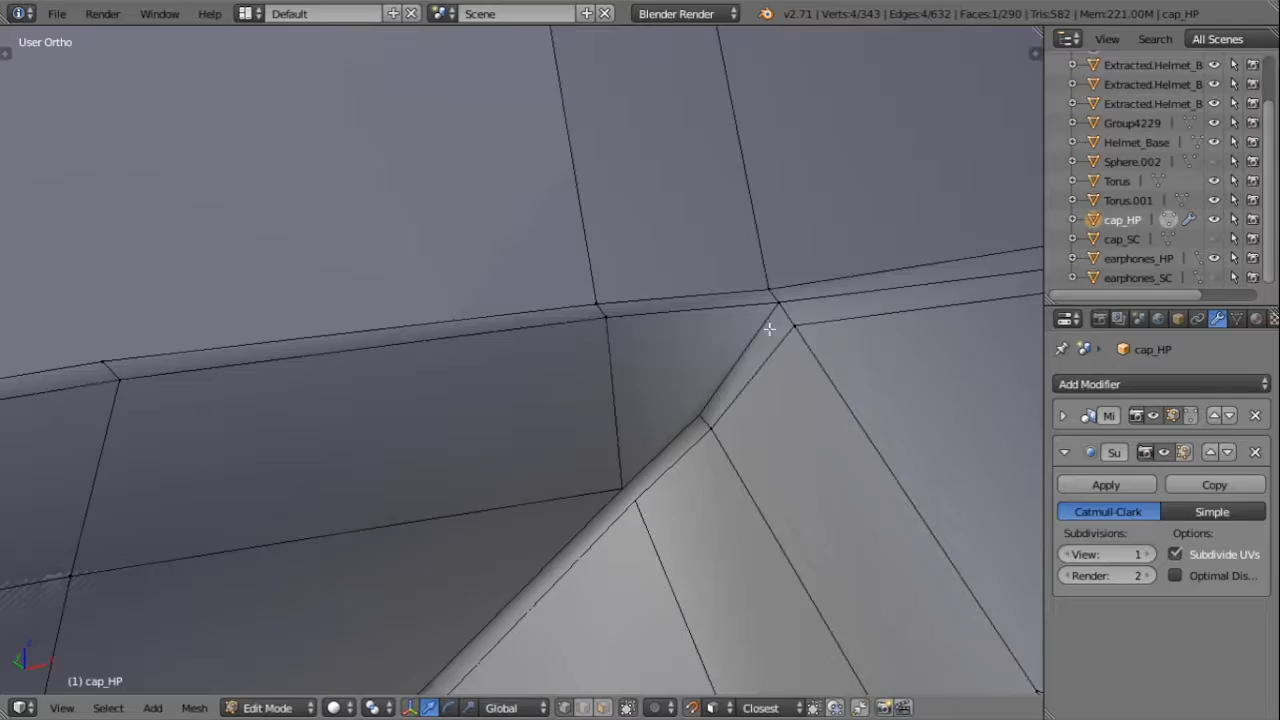 File Render Window Help Default Scene Blender Render v2.71 | Verts:4/343 | Edges:4/632 | Faces:1/290 | Tris:582 | Mem:221.00M | cap_HP
User Ortho
View Search All Scenes
Extracted.Helmet_B
Extracted.Helmet_B
Extracted.Helmet_B
Group4229
Helmet_Base
Sphere.002
Torus
Torus.001
cap_HP
cap_SC
earphones_HP
earphones_SC
cap_HP
Add Modifier
Mi
Su
Apply Copy
Catmull-Clark Simple
Subdivisions: Options:
View: 1 Subdivide UVs
Render: 2 Optimal Dis...
(1) cap_HP
View Select Add Mesh Edit Mode Global Closest